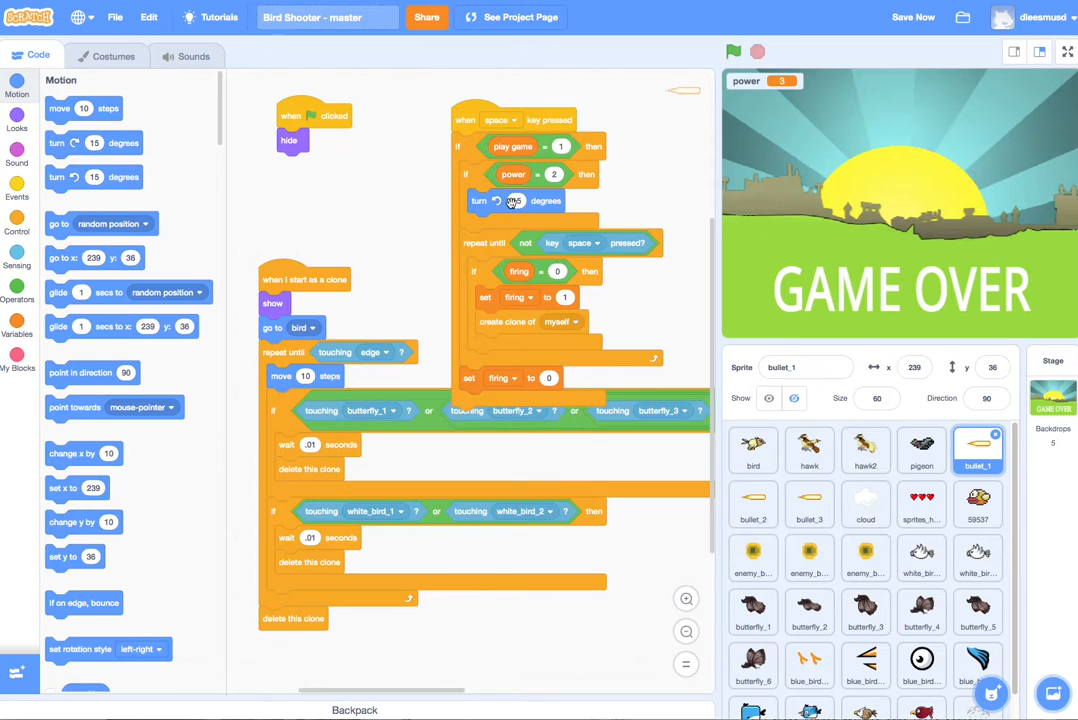 SCRATCH File Edit Tutorials Bird Shooter - master Share See Project Page Save Now dleesmusd
Code Costumes Sounds
Motion
Looks
Sound
Events
Control
Sensing
Operators
Variables
My Blocks
Motion
move 10 steps
turn 15 degrees
turn 15 degrees
go to random position
go to x: 239 y: 36
glide 1 secs to random position
glide 1 secs to x: 239 y: 36
point in direction 90
point towards mouse-pointer
change x by 10
set x to 239
change y by 10
set y to 36
if on edge, bounce
set rotation style left-right
when clicked
hide
when I start as a clone
show
go to bird
repeat until touching edge ?
move 10 steps
if touching butterfly_1 ? or touching butterfly_2 ? or touching butterfly_3 ?
wait .01 seconds
delete this clone
if touching white_bird_1 ? or touching white_bird_2 ? then
wait .01 seconds
delete this clone
delete this clone
when space key pressed
if play game = 1 then
if power = 2 then
turn degrees
repeat until not key space pressed?
if firing = 0 then
set firing to 1
create clone of myself
set firing to 0
Backpack
power 3
GAME OVER
Sprite bullet_1 x 239 y 36
Show Size 60 Direction 90
bird hawk hawk2 pigeon bullet_1
bullet_2 bullet_3 cloud sprites_h... 59537
enemy_b... enemy_b... enemy_b... white_bir... white_bir...
butterfly_1 butterfly_2 butterfly_3 butterfly_4 butterfly_5
butterfly_6 blue_bird... blue_bird... blue_bird... blue_b
Stage
GAME OVER
Backdrops
5